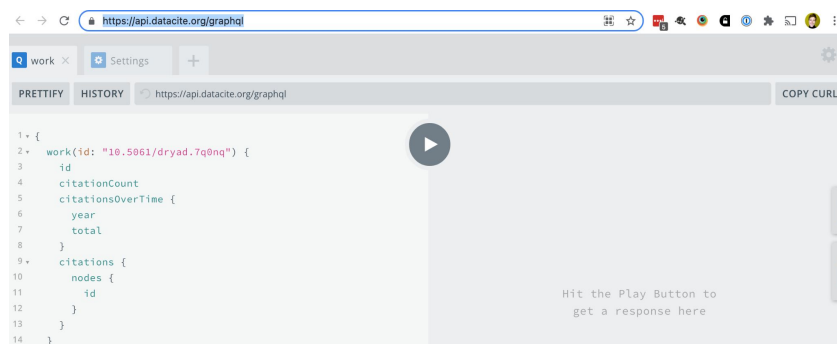 https://api.datacite.org/graphql
5
Q work × Settings +
PRETTIFY HISTORY https://api.datacite.org/graphql COPY CURL
1 {
2 work(id: "10.5061/dryad.7q0nq") {
3 id
4 citationCount
5 citationsOverTime {
6 year
7 total
8 }
9 citations {
10 nodes {
11 id
12 }
13 }
14 }
Hit the Play Button to
get a response here